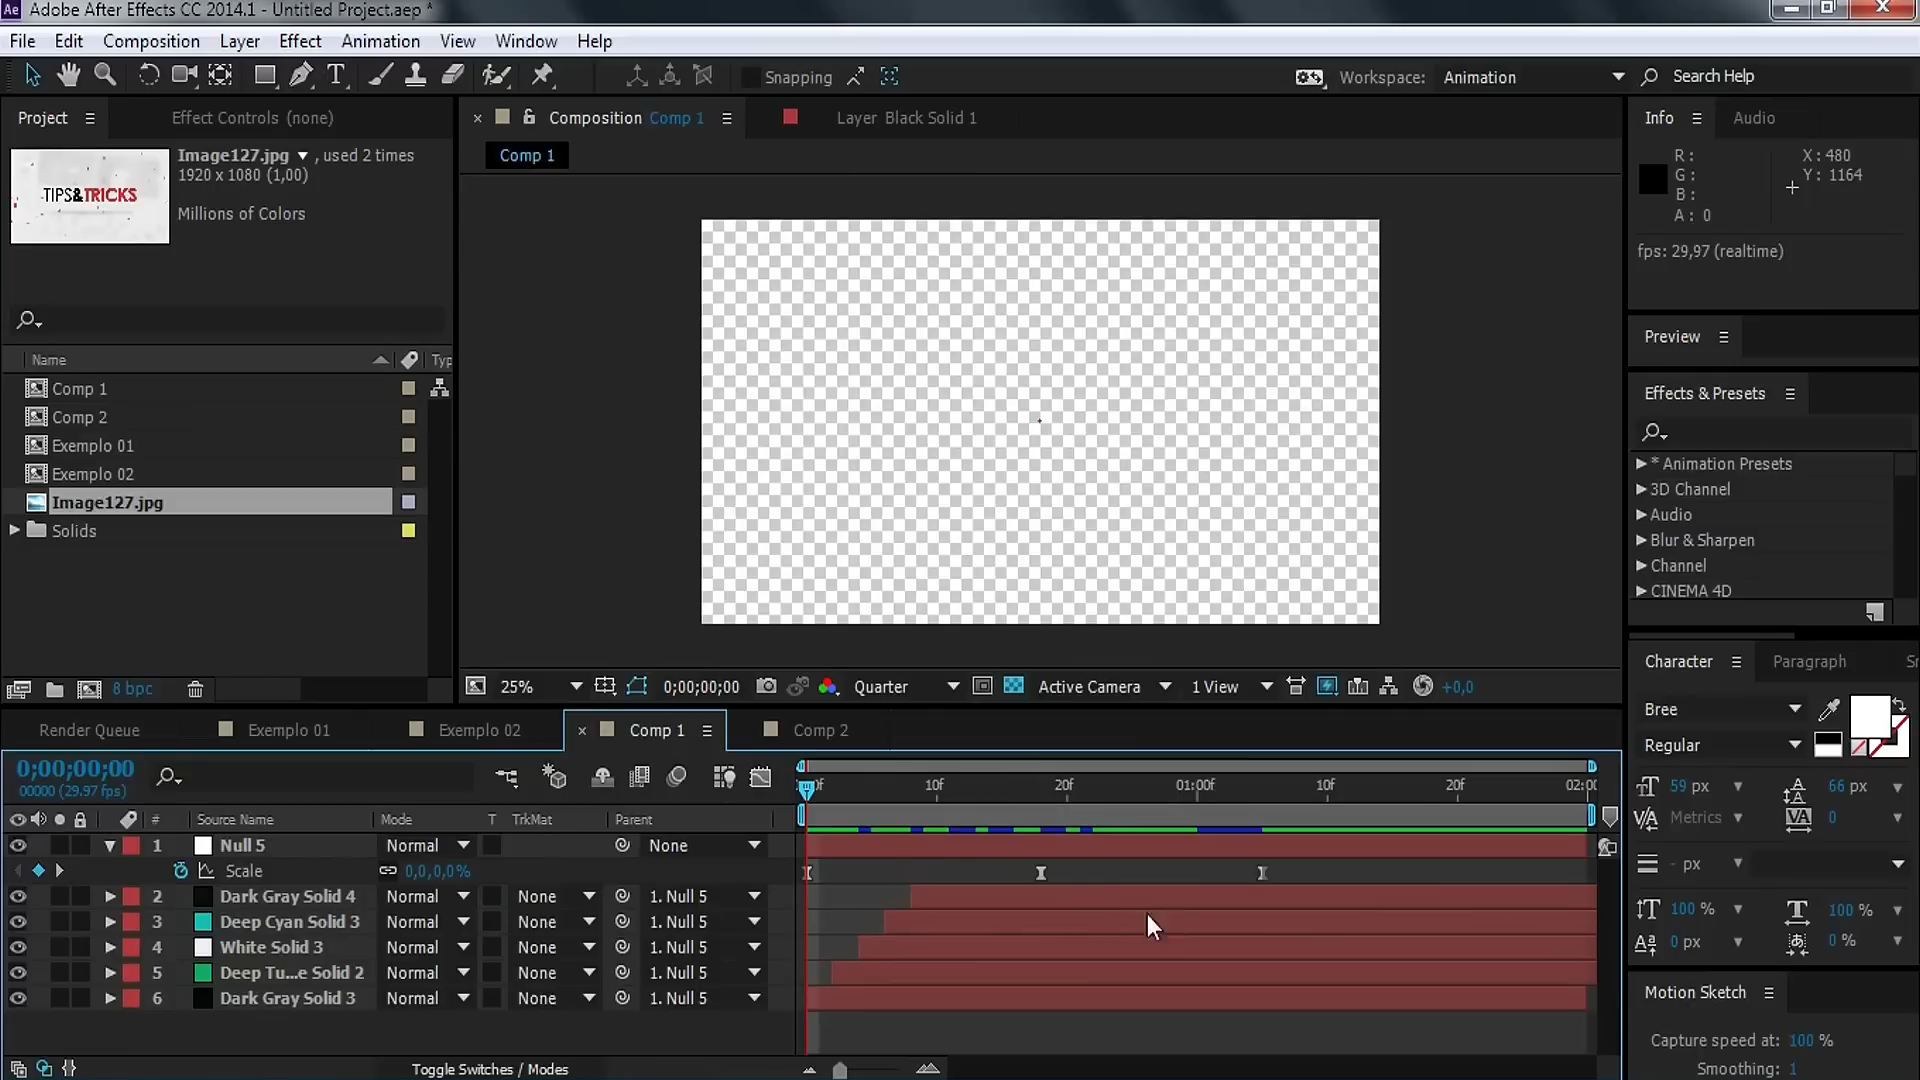 Ae Adobe After Effects CC 2014.1 - Untitled Project.aep *
File Edit Composition Layer Effect Animation View Window Help
T Snapping Workspace: Animation Search Help
Project Effect Controls (none)
Image127.jpg , used 2 times
1920 x 1080 (1,00)
Millions of Colors
TIPS&TRICKS
Name Typ
Comp 1
Comp 2
Exemplo 01
Exemplo 02
Image127.jpg
Solids
8 bpc
Composition Comp 1 Layer Black Solid 1
Comp 1
25% 0;00;00;00 Quarter Active Camera 1 View +0,0
Info Audio
R: X: 480
G: Y: 1164
B:
A: 0
fps: 29,97 (realtime)
Preview
Effects & Presets
* Animation Presets
3D Channel
Audio
Blur & Sharpen
Channel
CINEMA 4D
Character Paragraph
Bree
Regular
59 px 66 px
Metrics 0
- px
100 % 100 %
0 px 0 %
Motion Sketch
Capture speed at: 100 %
Smoothing: 1
Render Queue Exemplo 01 Exemplo 02 Comp 1 Comp 2
0;00;00;00
00000 (29.97 fps)
10f 20f 01:00f 10f 20f 02:00
# Source Name Mode T TrkMat Parent
1 Null 5 Normal None
Scale 0,0,0,0%
2 Dark Gray Solid 4 Normal None 1. Null 5
3 Deep Cyan Solid 3 Normal None 1. Null 5
4 White Solid 3 Normal None 1. Null 5
5 Deep Tu...e Solid 2 Normal None 1. Null 5
6 Dark Gray Solid 3 Normal None 1. Null 5
Toggle Switches / Modes